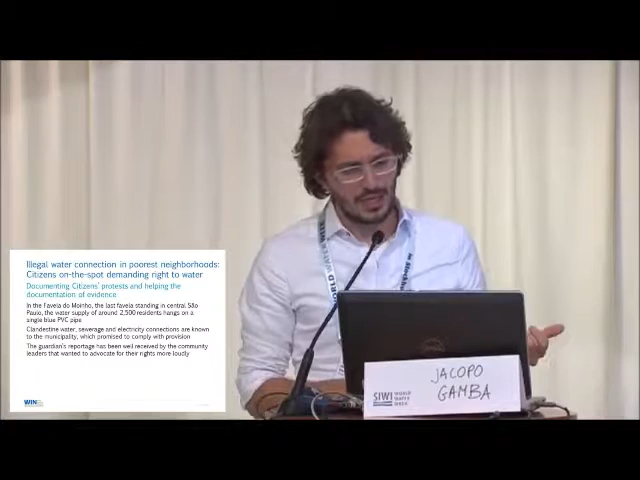 Illegal water connection in poorest neighborhoods:
Citizens on-the-spot demanding right to water
Documenting Citizens' protests and helping the
documentation of evidence
In the Favela do Moinho, the last favela standing in central São
Paulo, the water supply of around 2,500 residents hangs on a
single blue PVC pipe
Clandestine water, sewerage and electricity connections are known
to the municipality, which promised to comply with provision
The guardian's reportage has been well received by the community
leaders that wanted to advocate for their rights more loudly
WIN
WORLD WATER WEEK
JACOPO
GAMBA
SIWI
WORLD
WATER
WEEK